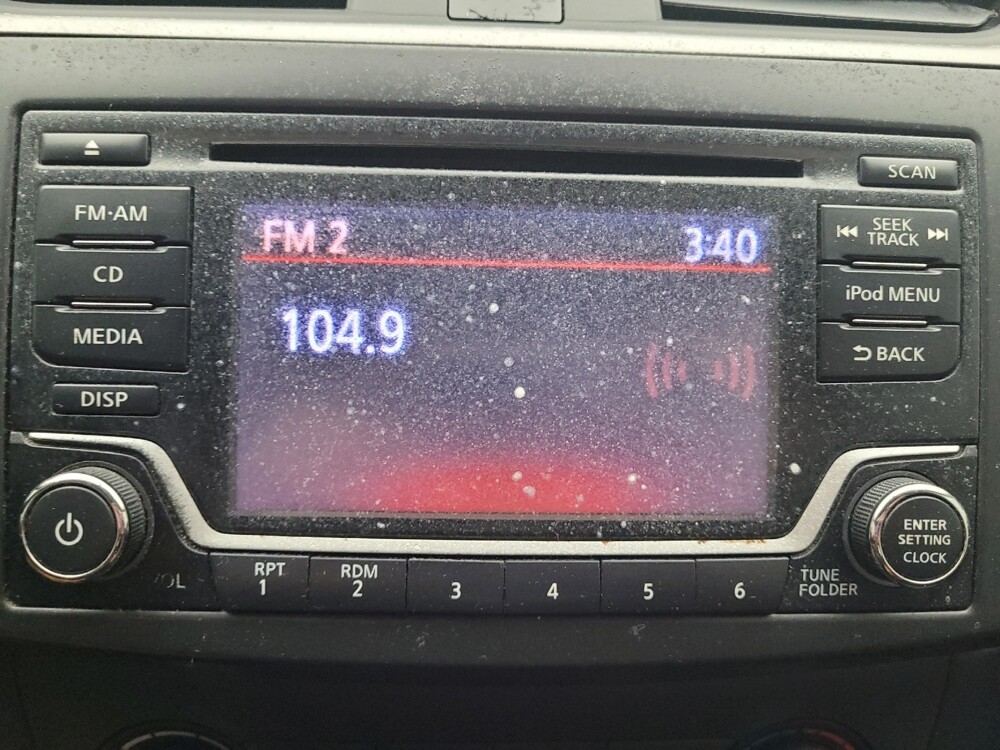 SCAN
FM·AM
SEEK
TRACK
CD
iPod MENU
MEDIA
BACK
DISP
FM 2
3:40
104.9
ENTER
SETTING
CLOCK
VOL
RPT
1
RDM
2
3
4
5
6
TUNE
FOLDER